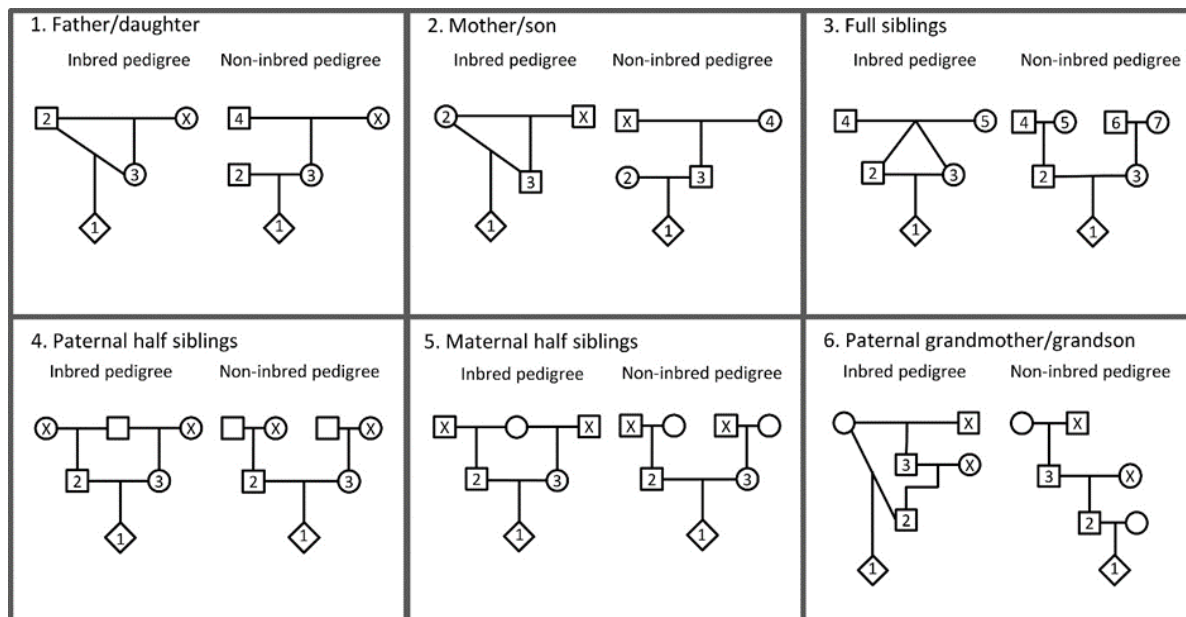 1. Father/daughter
Inbred pedigree Non-inbred pedigree
2 X 4 X
3 2 3
1 1
2. Mother/son
Inbred pedigree Non-inbred pedigree
2 X X 4
3 2 3
1 1
3. Full siblings
Inbred pedigree Non-inbred pedigree
4 5 4 5 6 7
2 3 2 3
1 1
4. Paternal half siblings
Inbred pedigree Non-inbred pedigree
X X X X
2 3 2 3
1 1
5. Maternal half siblings
Inbred pedigree Non-inbred pedigree
X X X X
2 3 2 3
1 1
6. Paternal grandmother/grandson
Inbred pedigree Non-inbred pedigree
X X
3 X 3 X
2 2
1 1